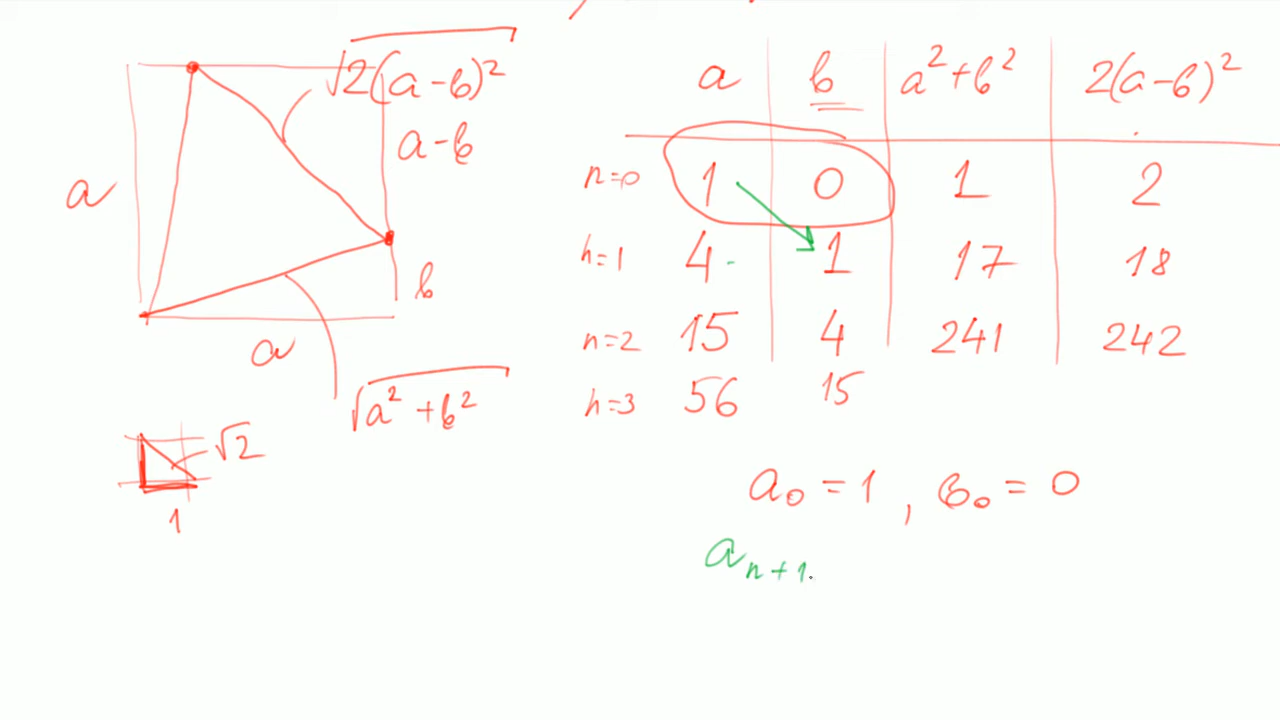 √2(a-b)²
a-b
a
b
a
√a²+b²
√2
1
a b a²+b² 2(a-b)²
n=0 1 0 1 2
n=1 4 1 17 18
n=2 15 4 241 242
n=3 56 15
a₀=1, b₀=0
aₙ₊₁